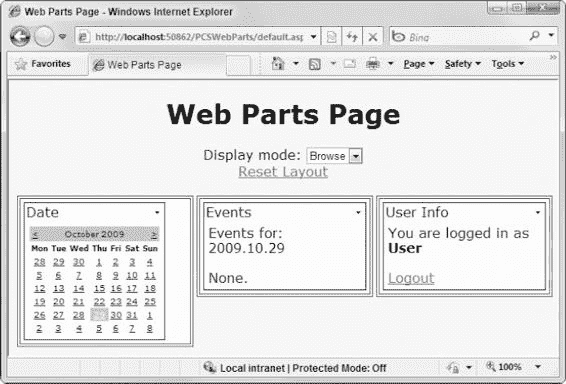 Web Parts Page - Windows Internet Explorer
http://localhost:50862/PCSWebParts/default.asp
Bing
Favorites
Web Parts Page
Page
Safety
Tools
Web Parts Page
Display mode: Browse
Reset Layout
Date
< October 2009 >
Mon Tue Wed Thu Fri Sat Sun
28 29 30 1 2 3 4
5 6 7 8 9 10 11
12 13 14 15 16 17 18
19 20 21 22 23 24 25
26 27 28 30 31 1
2 3 4 5 6 7 8
Events
Events for:
2009.10.29
None.
User Info
You are logged in as
User
Logout
Local intranet | Protected Mode: Off
100%